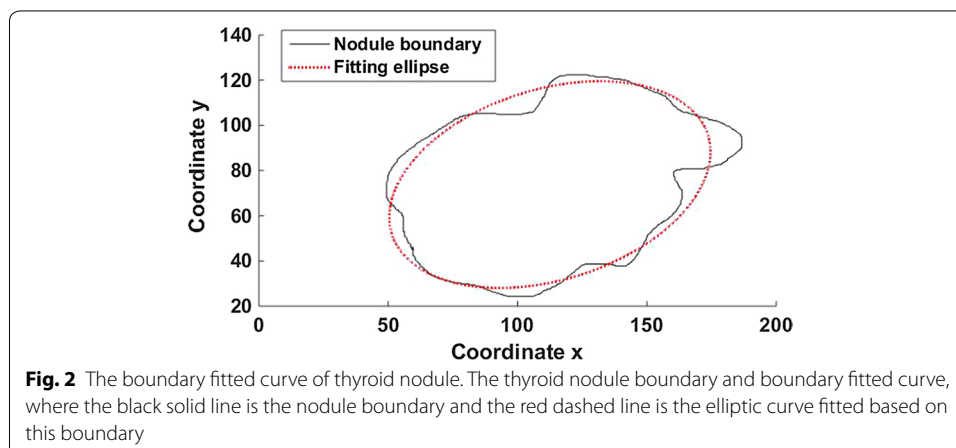 140
120
100
80
60
40
20
Coordinate y
Nodule boundary
Fitting ellipse
0 50 100 150 200
Coordinate x
Fig. 2 The boundary fitted curve of thyroid nodule. The thyroid nodule boundary and boundary fitted curve,
where the black solid line is the nodule boundary and the red dashed line is the elliptic curve fitted based on
this boundary